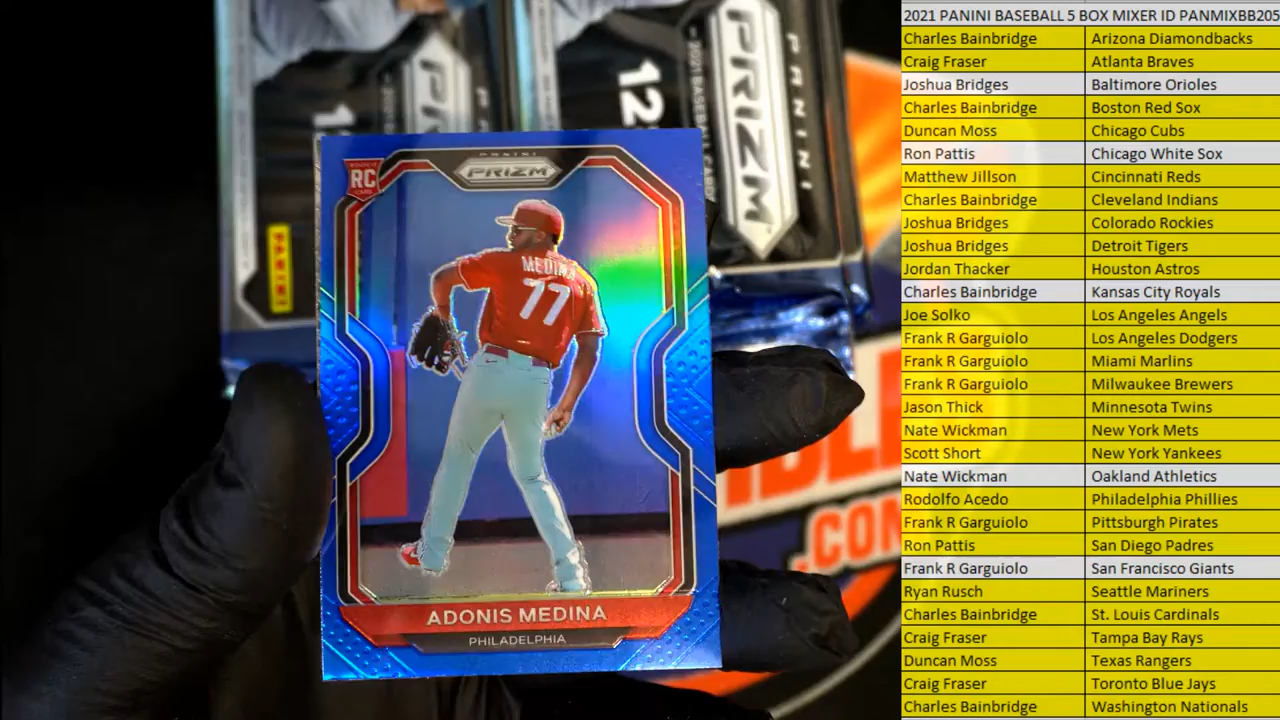 2021 PANINI BASEBALL 5 BOX MIXER ID PANMIXBB205
Charles Bainbridge Arizona Diamondbacks
Craig Fraser Atlanta Braves
Joshua Bridges Baltimore Orioles
Charles Bainbridge Boston Red Sox
Duncan Moss Chicago Cubs
Ron Pattis Chicago White Sox
Matthew Jillson Cincinnati Reds
Charles Bainbridge Cleveland Indians
Joshua Bridges Colorado Rockies
Joshua Bridges Detroit Tigers
Jordan Thacker Houston Astros
Charles Bainbridge Kansas City Royals
Joe Solko Los Angeles Angels
Frank R Garguiolo Los Angeles Dodgers
Frank R Garguiolo Miami Marlins
Frank R Garguiolo Milwaukee Brewers
Jason Thick Minnesota Twins
Nate Wickman New York Mets
Scott Short New York Yankees
Nate Wickman Oakland Athletics
Rodolfo Acedo Philadelphia Phillies
Frank R Garguiolo Pittsburgh Pirates
Ron Pattis San Diego Padres
Frank R Garguiolo San Francisco Giants
Ryan Rusch Seattle Mariners
Charles Bainbridge St. Louis Cardinals
Craig Fraser Tampa Bay Rays
Duncan Moss Texas Rangers
Craig Fraser Toronto Blue Jays
Charles Bainbridge Washington Nationals
PANINI
PRIZM
12
2021 BASEBALL CARD
PRIZM
PANINI
PANINI
PRIZM
RC
MEDINA
77
ADONIS MEDINA
PHILADELPHIA
.COM